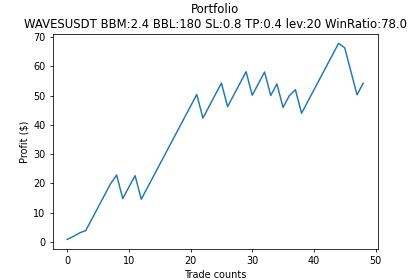 Portfolio
WAVESUSDT BBM:2.4 BBL:180 SL:0.8 TP:0.4 lev:20 WinRatio:78.0
70
60
50
40
30
20
10
0
Profit ($)
0 10 20 30 40 50
Trade counts